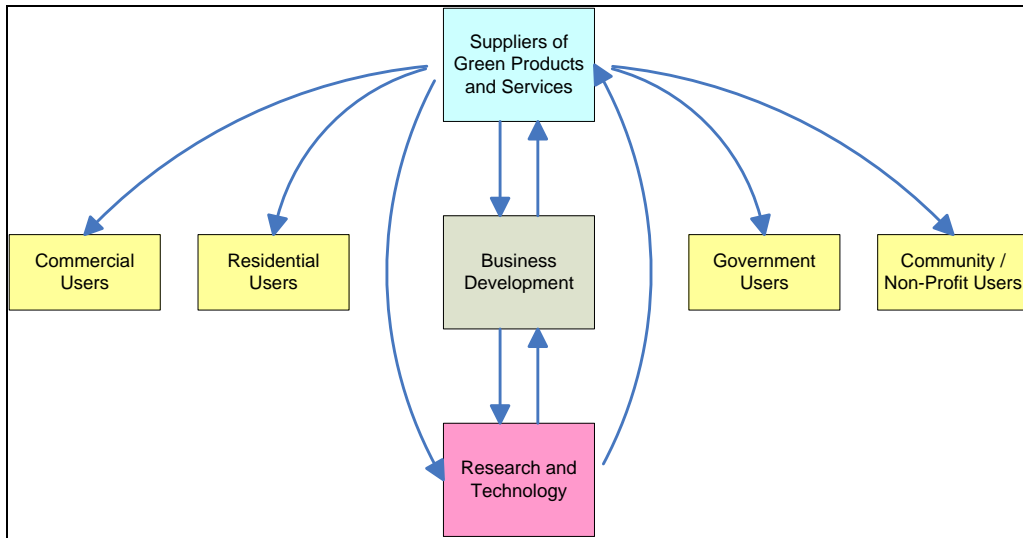 Suppliers of
Green Products
and Services
Commercial
Users
Residential
Users
Business
Development
Government
Users
Community /
Non-Profit Users
Research and
Technology